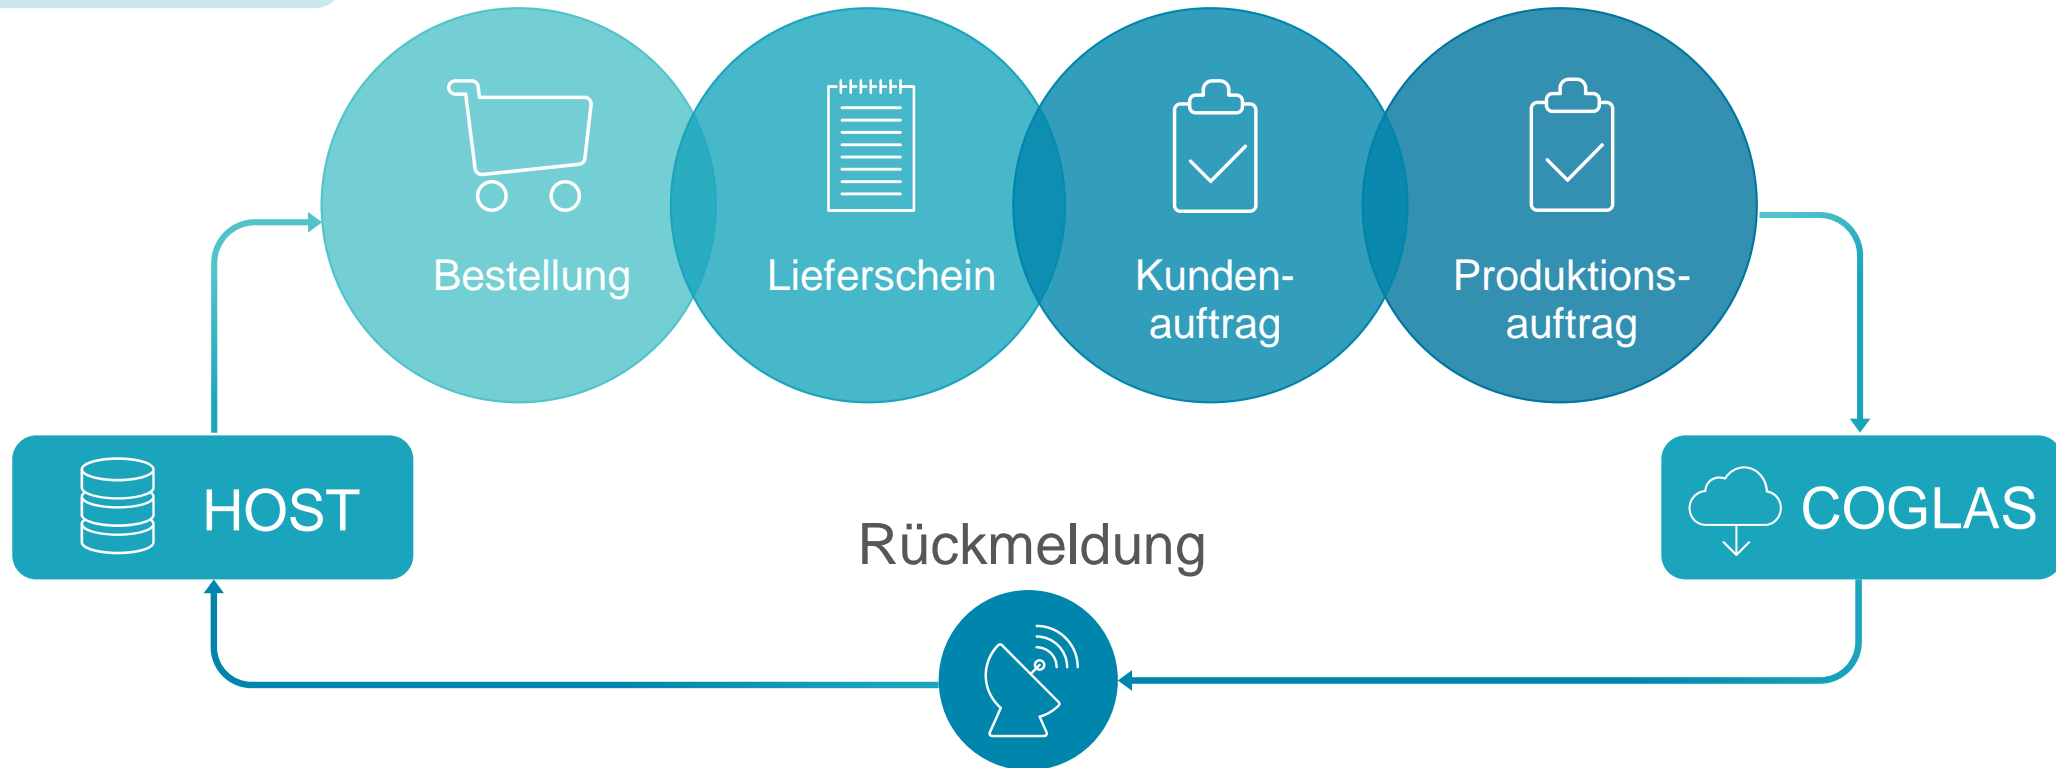 Bestellung
Lieferschein
Kunden-
auftrag
Produktions-
auftrag
HOST
COGLAS
Rückmeldung